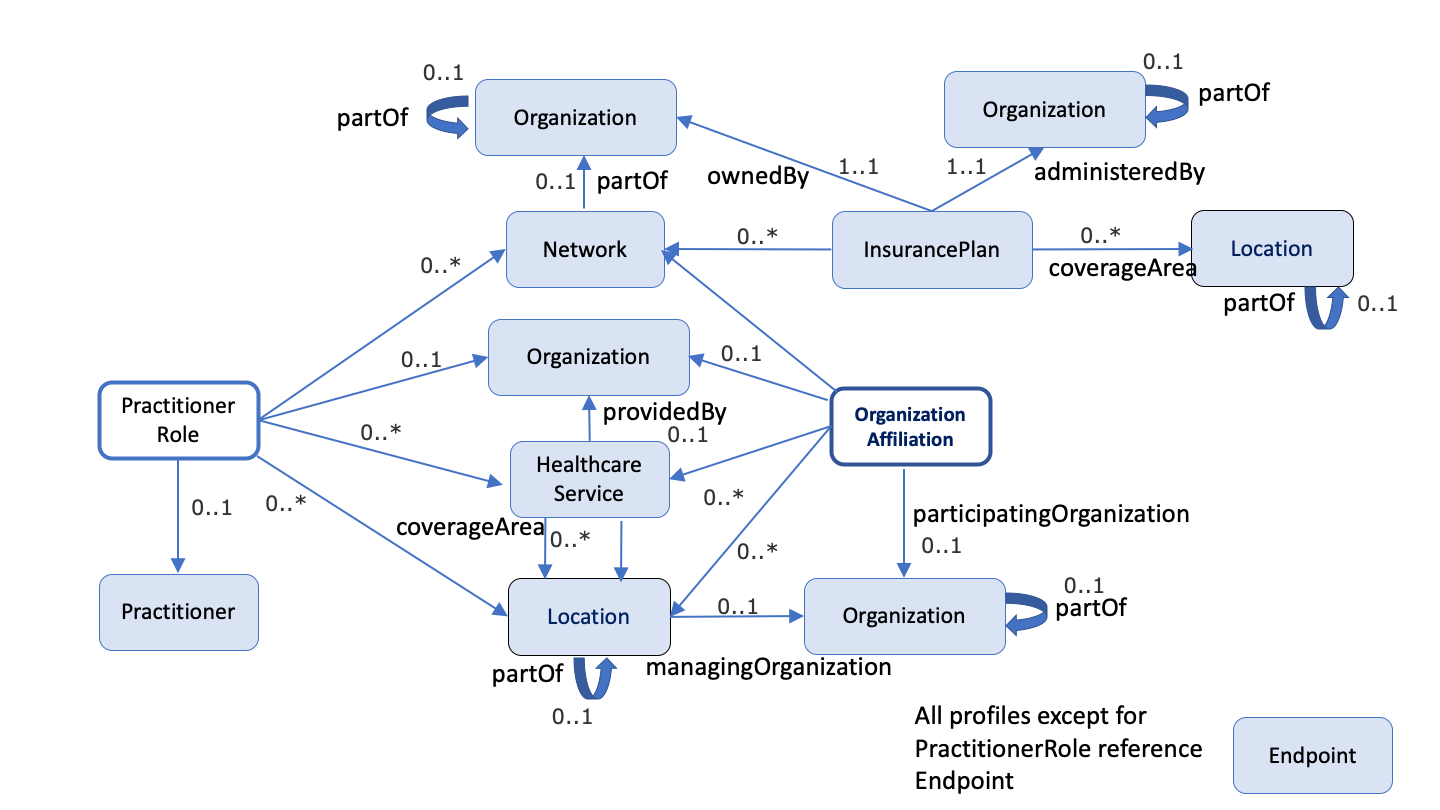 0..1
0..1
partOf
Organization
Organization
partOf
0..1
partOf
ownedBy
1..1
1..1
administeredBy
0..*
Network
0..*
InsurancePlan
0..*
coverageArea
Location
partOf
0..1
0..1
Organization
0..1
Practitioner
Role
providedBy
0..1
Organization
Affiliation
0..*
Healthcare
Service
0..1
0..*
0..*
coverageArea
0..*
0..*
participatingOrganization
0..1
Practitioner
Location
0..1
Organization
0..1
partOf
partOf
0..1
managingOrganization
All profiles except for
PractitionerRole reference
Endpoint
Endpoint